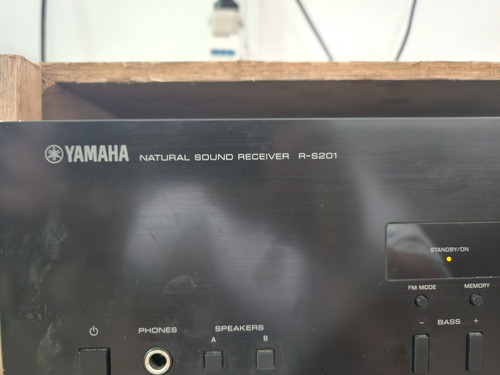 YAMAHA NATURAL SOUND RECEIVER R-S201
STANDBY/ON
FM MODE MEMORY
− BASS +
PHONES SPEAKERS
A B